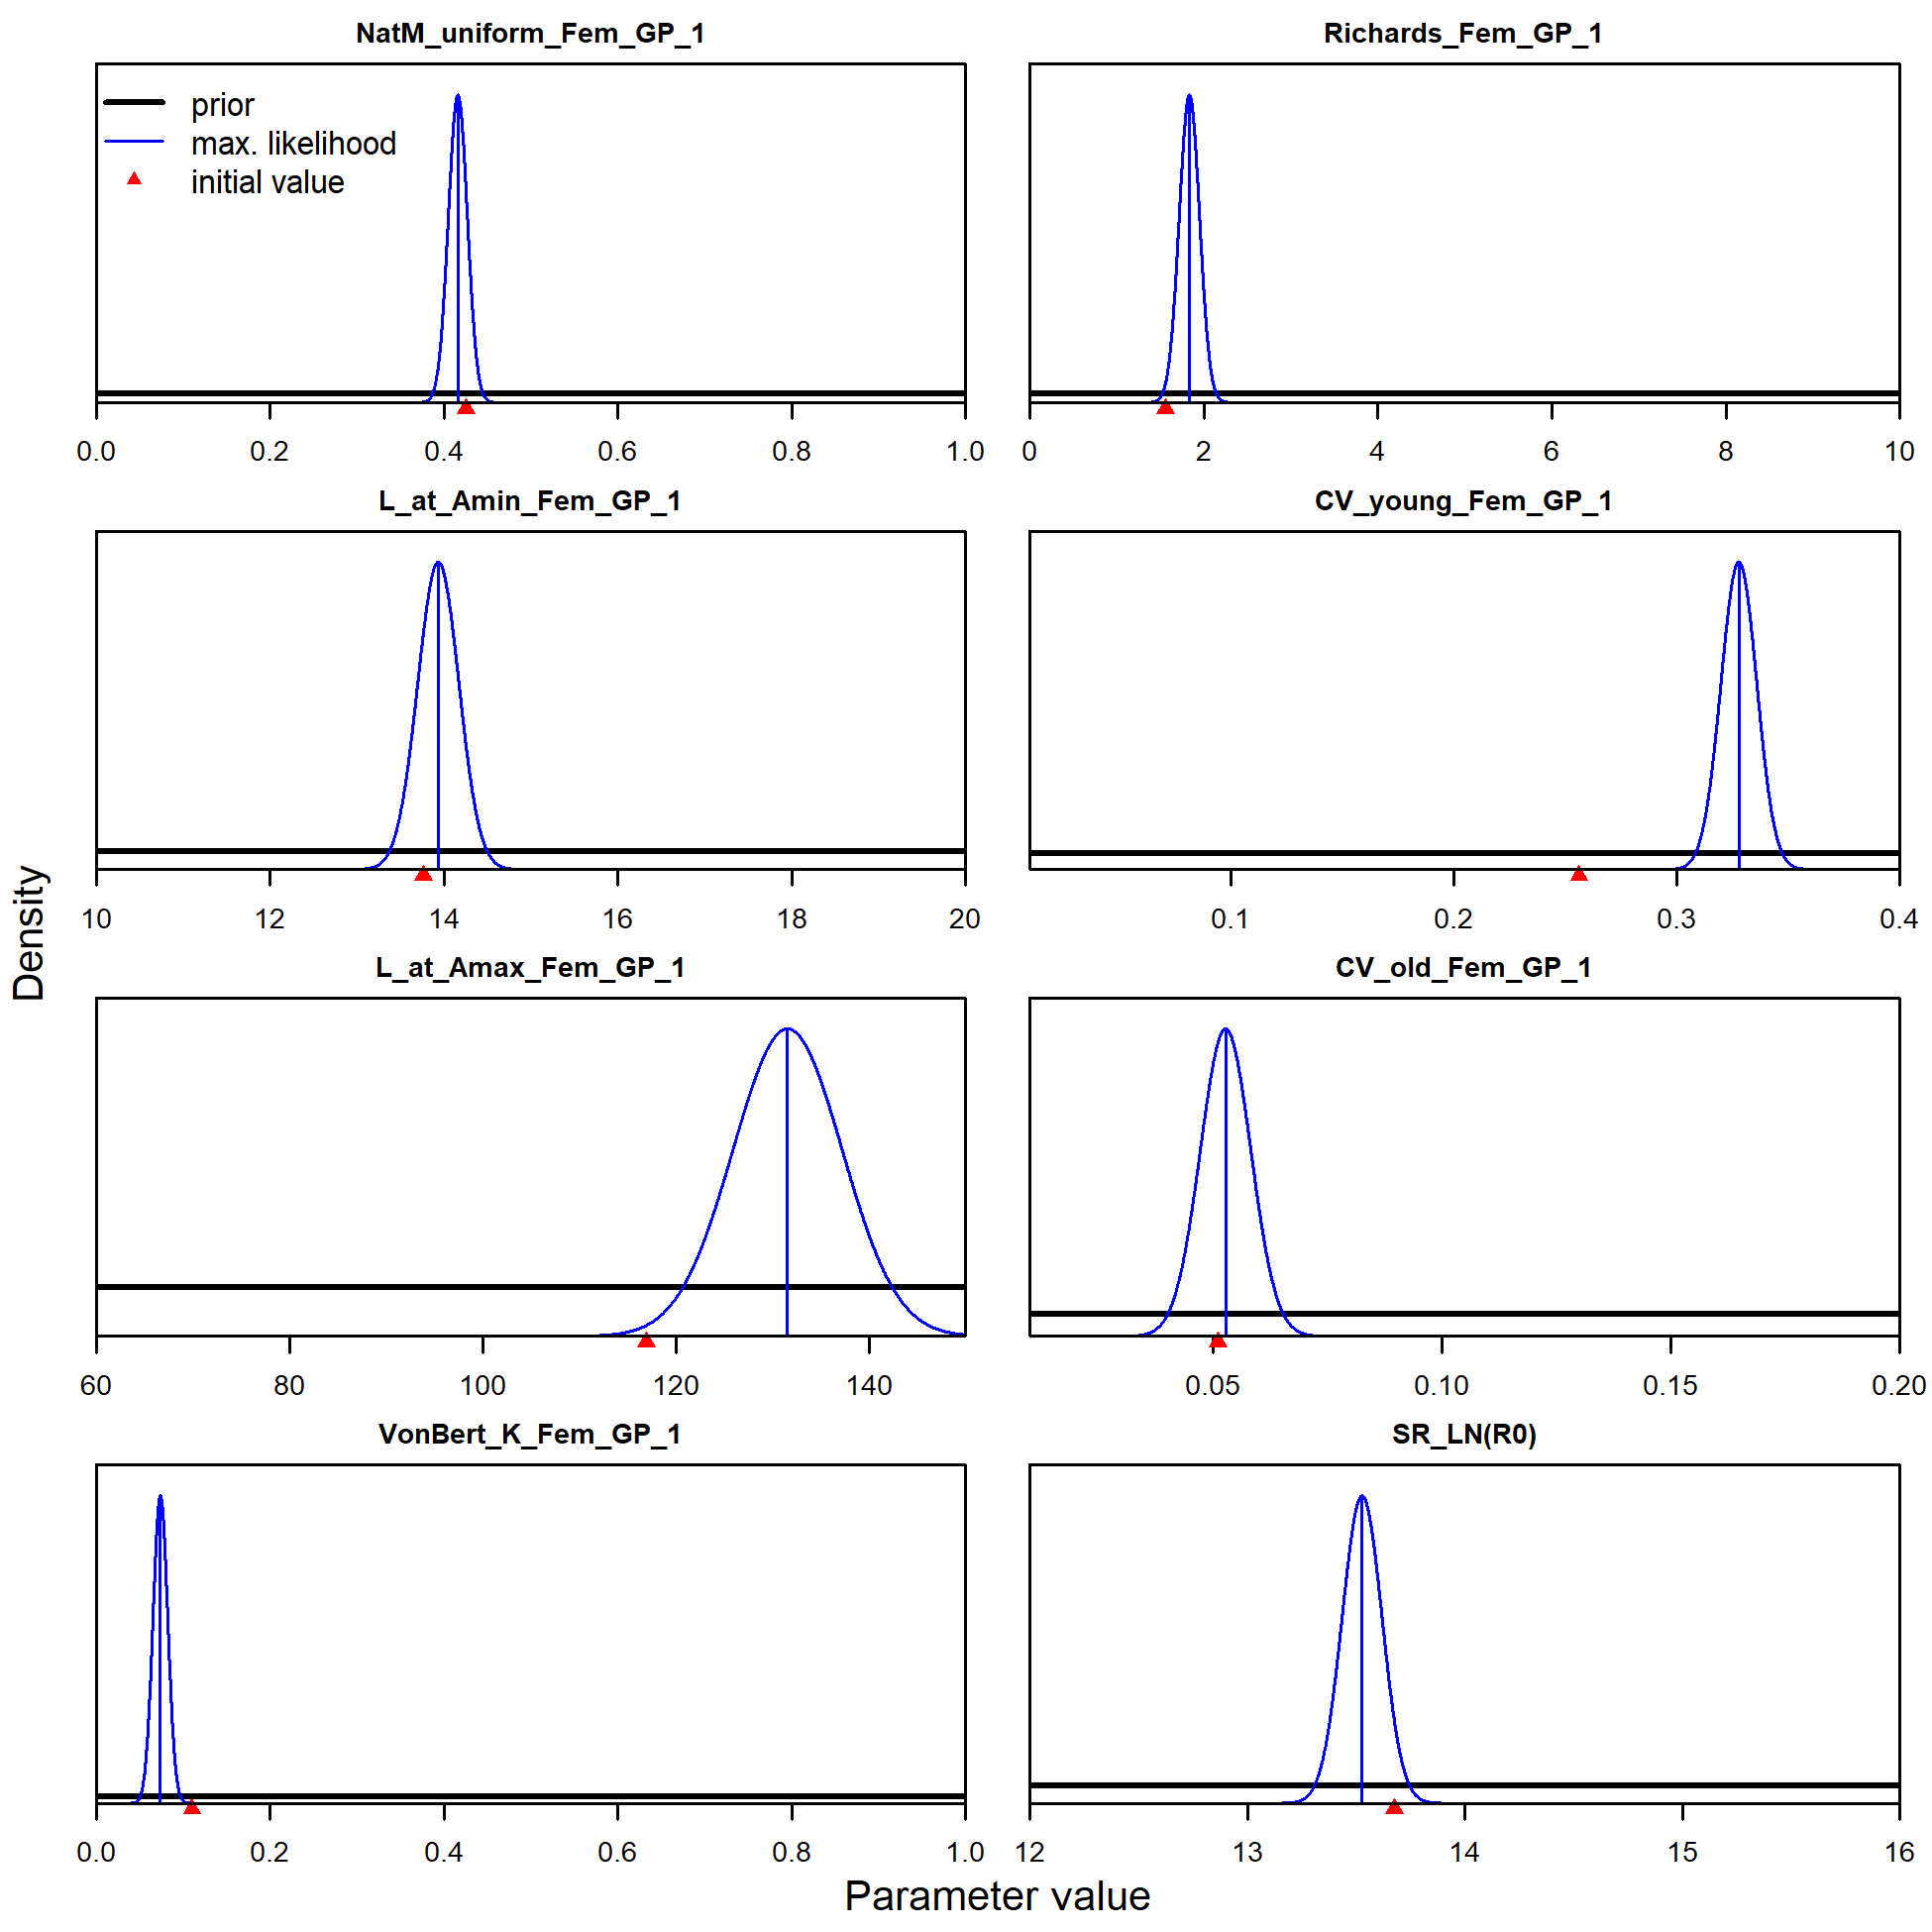 NatM_uniform_Fem_GP_1
prior
max. likelihood
initial value
0.0 0.2 0.4 0.6 0.8 1.0
Richards_Fem_GP_1
0 2 4 6 8 10
L_at_Amin_Fem_GP_1
10 12 14 16 18 20
CV_young_Fem_GP_1
0.1 0.2 0.3 0.4
L_at_Amax_Fem_GP_1
60 80 100 120 140
CV_old_Fem_GP_1
0.05 0.10 0.15 0.20
VonBert_K_Fem_GP_1
0.0 0.2 0.4 0.6 0.8 1.0
SR_LN(R0)
12 13 14 15 16
Density
Parameter value